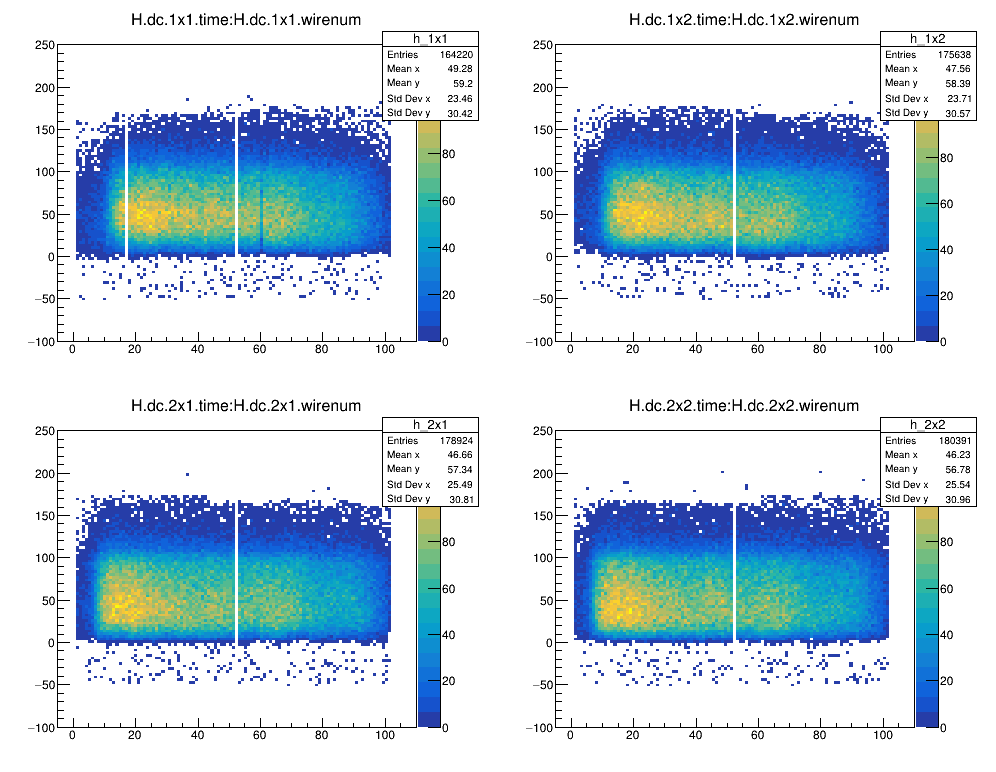 H.dc.1x1.time:H.dc.1x1.wirenum
h_1x1
Entries 164220
Mean x 49.28
Mean y 59.2
Std Dev x 23.46
Std Dev y 30.42
250
200
150
100
50
0
−50
−100
0 20 40 60 80 100
80
60
40
20
0
H.dc.1x2.time:H.dc.1x2.wirenum
h_1x2
Entries 175638
Mean x 47.56
Mean y 58.39
Std Dev x 23.71
Std Dev y 30.57
250
200
150
100
50
0
−50
−100
0 20 40 60 80 100
80
60
40
20
0
H.dc.2x1.time:H.dc.2x1.wirenum
h_2x1
Entries 178924
Mean x 46.66
Mean y 57.34
Std Dev x 25.49
Std Dev y 30.81
250
200
150
100
50
0
−50
−100
0 20 40 60 80 100
80
60
40
20
0
H.dc.2x2.time:H.dc.2x2.wirenum
h_2x2
Entries 180391
Mean x 46.23
Mean y 56.78
Std Dev x 25.54
Std Dev y 30.96
250
200
150
100
50
0
−50
−100
0 20 40 60 80 100
80
60
40
20
0